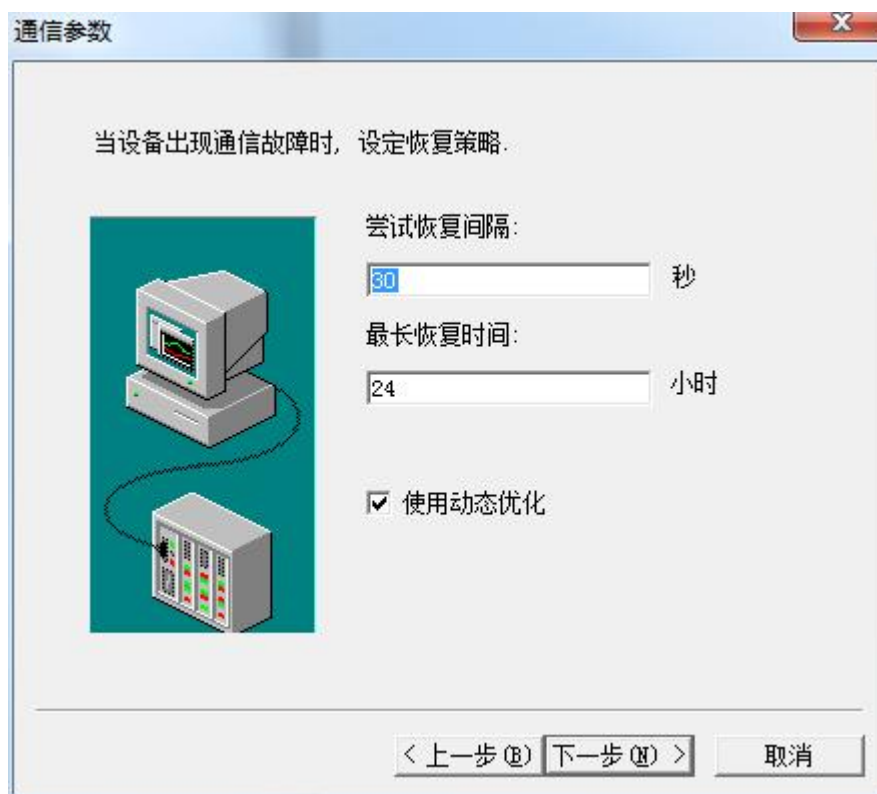 通信参数
当设备出现通信故障时, 设定恢复策略.
尝试恢复间隔:
30 秒
最长恢复时间:
24 小时
使用动态优化
< 上一步(B) 下一步(N) > 取消